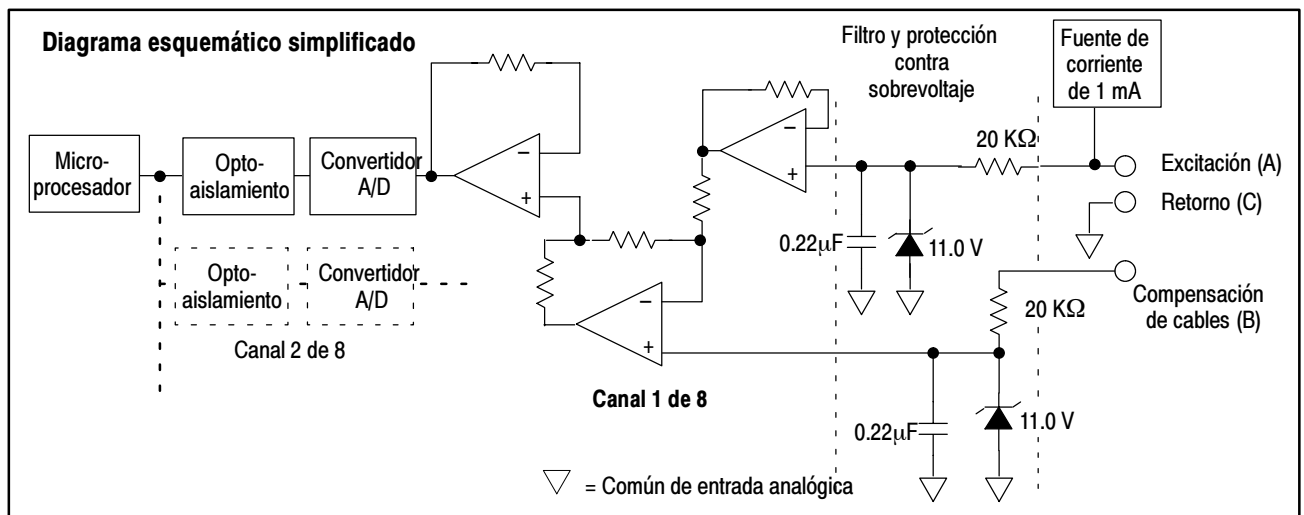 Diagrama esquemático simplificado
Filtro y protección
contra
sobrevoltaje
Fuente de
corriente
de 1 mA
Micro-
procesador
Opto-
aislamiento
Convertidor
A/D
−
+
−
+
20 KΩ
Excitación (A)
Retorno (C)
0.22µF
11.0 V
Opto-
aislamiento
Convertidor
A/D
Canal 2 de 8
−
+
20 KΩ
Compensación
de cables (B)
Canal 1 de 8
0.22µF
11.0 V
= Común de entrada analógica